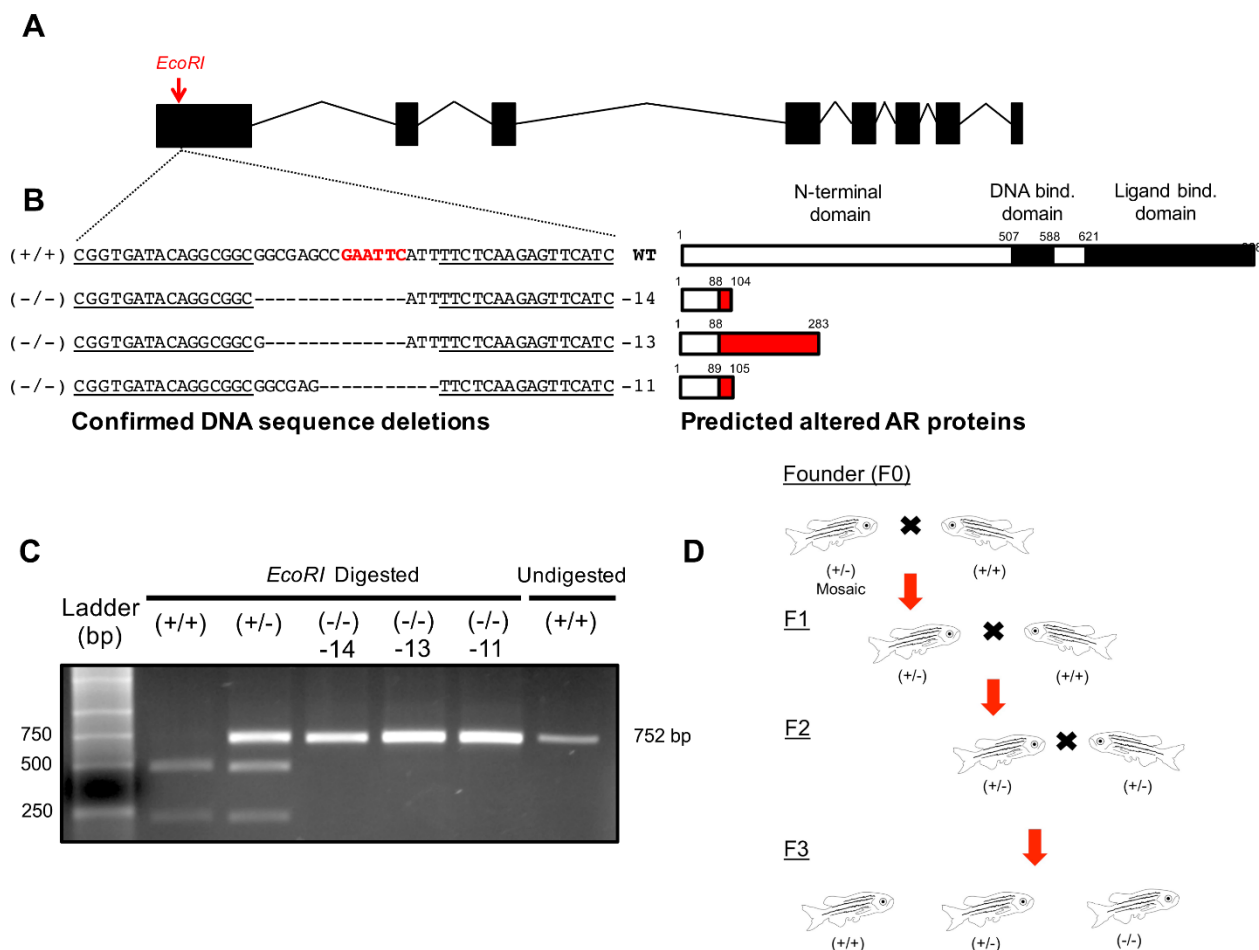 A
EcoRI
B
N-terminal domain
DNA bind. domain
Ligand bind. domain
(+/+) CGGTGATACAGGCGGCGGCGAGCCGAATTCATTTTCTCAAGAGTTCATC WT
1 507 588 621
(-/-) CGGTGATACAGGCGGC--------------ATTTTCTCAAGAGTTCATC -14
1 88 104
(-/-) CGGTGATACAGGCGGCG-------------ATTTTCTCAAGAGTTCATC -13
1 88 283
(-/-) CGGTGATACAGGCGGCGGCGAG-----------TTCTCAAGAGTTCATC -11
1 89 105
Confirmed DNA sequence deletions
Predicted altered AR proteins
C
EcoRI Digested
Undigested
Ladder (bp)
(+/+)
(+/-)
(-/-) -14
(-/-) -13
(-/-) -11
(+/+)
750
500
250
752 bp
D
Founder (F0)
(+/-) Mosaic
(+/+)
F1
(+/-)
(+/+)
F2
(+/-)
(+/-)
F3
(+/+)
(+/-)
(-/-)